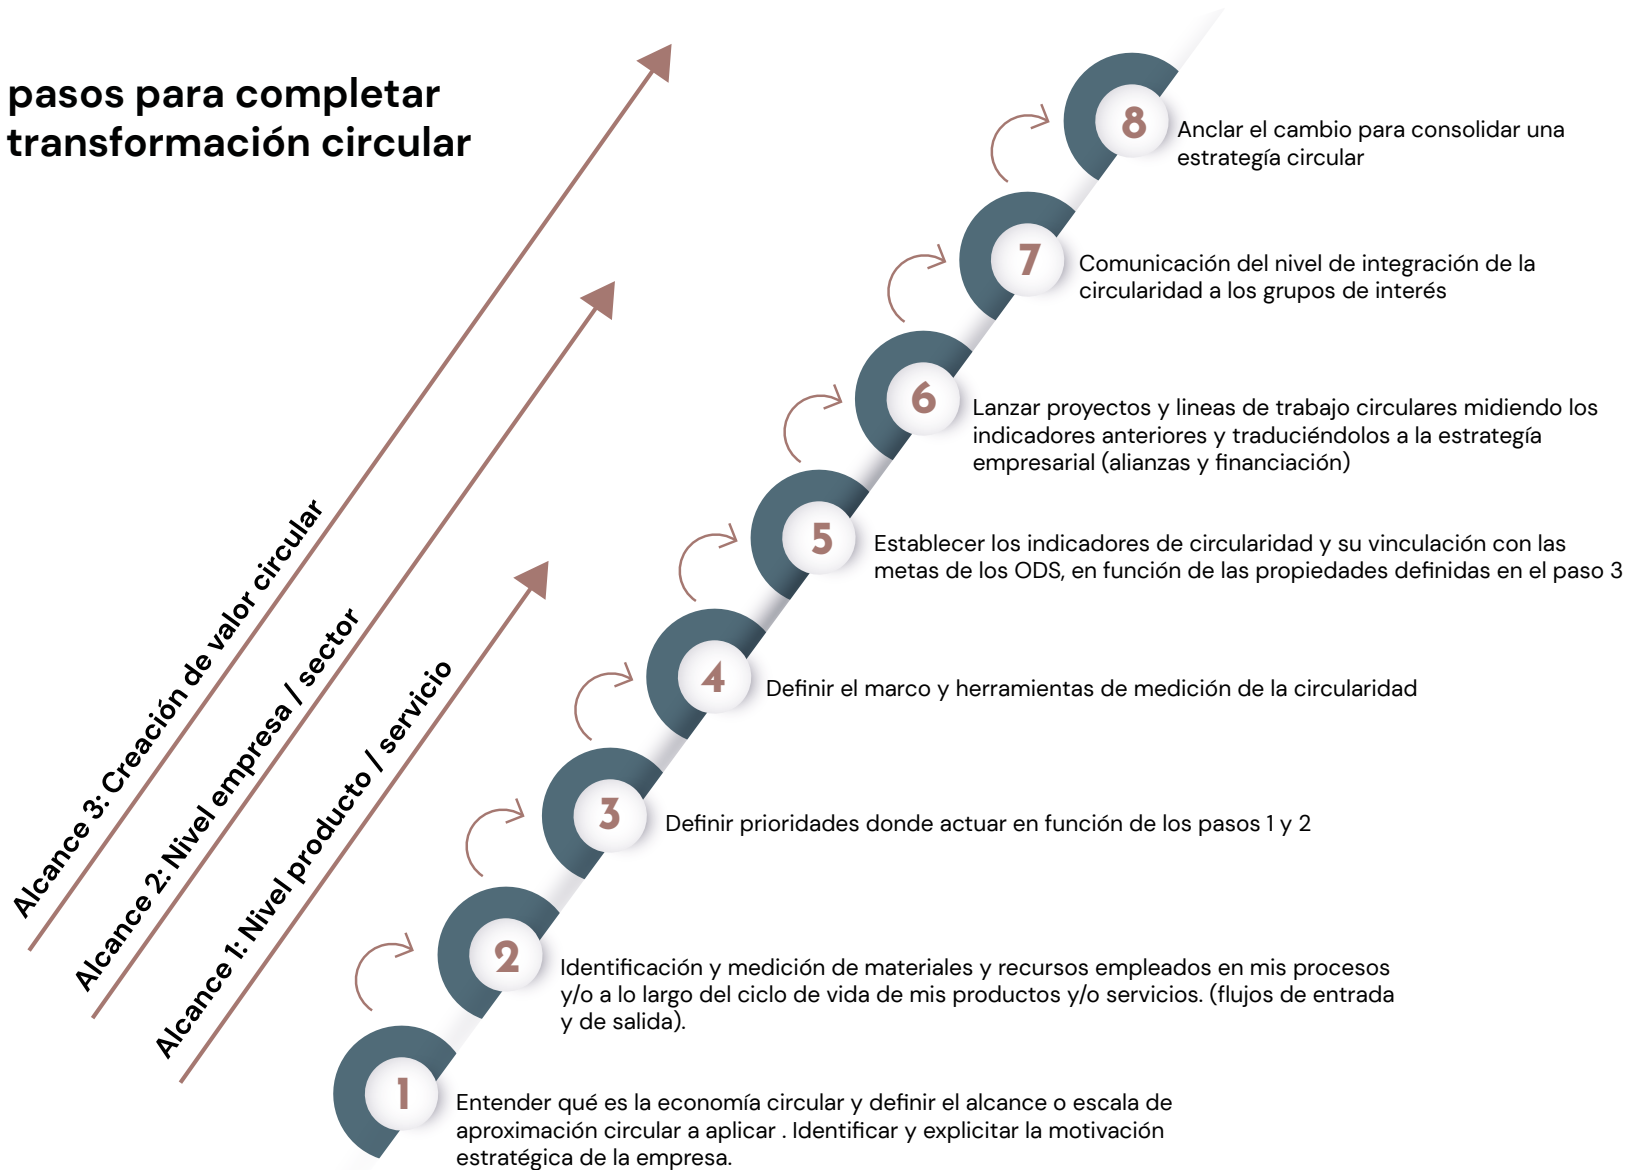 pasos para completar
transformación circular
Alcance 3: Creación de valor circular
Alcance 2: Nivel empresa / sector
Alcance 1: Nivel producto / servicio
8
Anclar el cambio para consolidar una
estrategía circular
7
Comunicación del nivel de integración de la
circularidad a los grupos de interés
6
Lanzar proyectos y lineas de trabajo circulares midiendo los
indicadores anteriores y traduciéndolos a la estrategía
empresarial (alianzas y financiación)
5
Establecer los indicadores de circularidad y su vinculación con las
metas de los ODS, en función de las propiedades definidas en el paso 3
4
Definir el marco y herramientas de medición de la circularidad
3
Definir prioridades donde actuar en función de los pasos 1 y 2
2
Identificación y medición de materiales y recursos empleados en mis procesos
y/o a lo largo del ciclo de vida de mis productos y/o servicios. (flujos de entrada
y de salida).
1
Entender qué es la economía circular y definir el alcance o escala de
aproximación circular a aplicar . Identificar y explicitar la motivación
estratégica de la empresa.